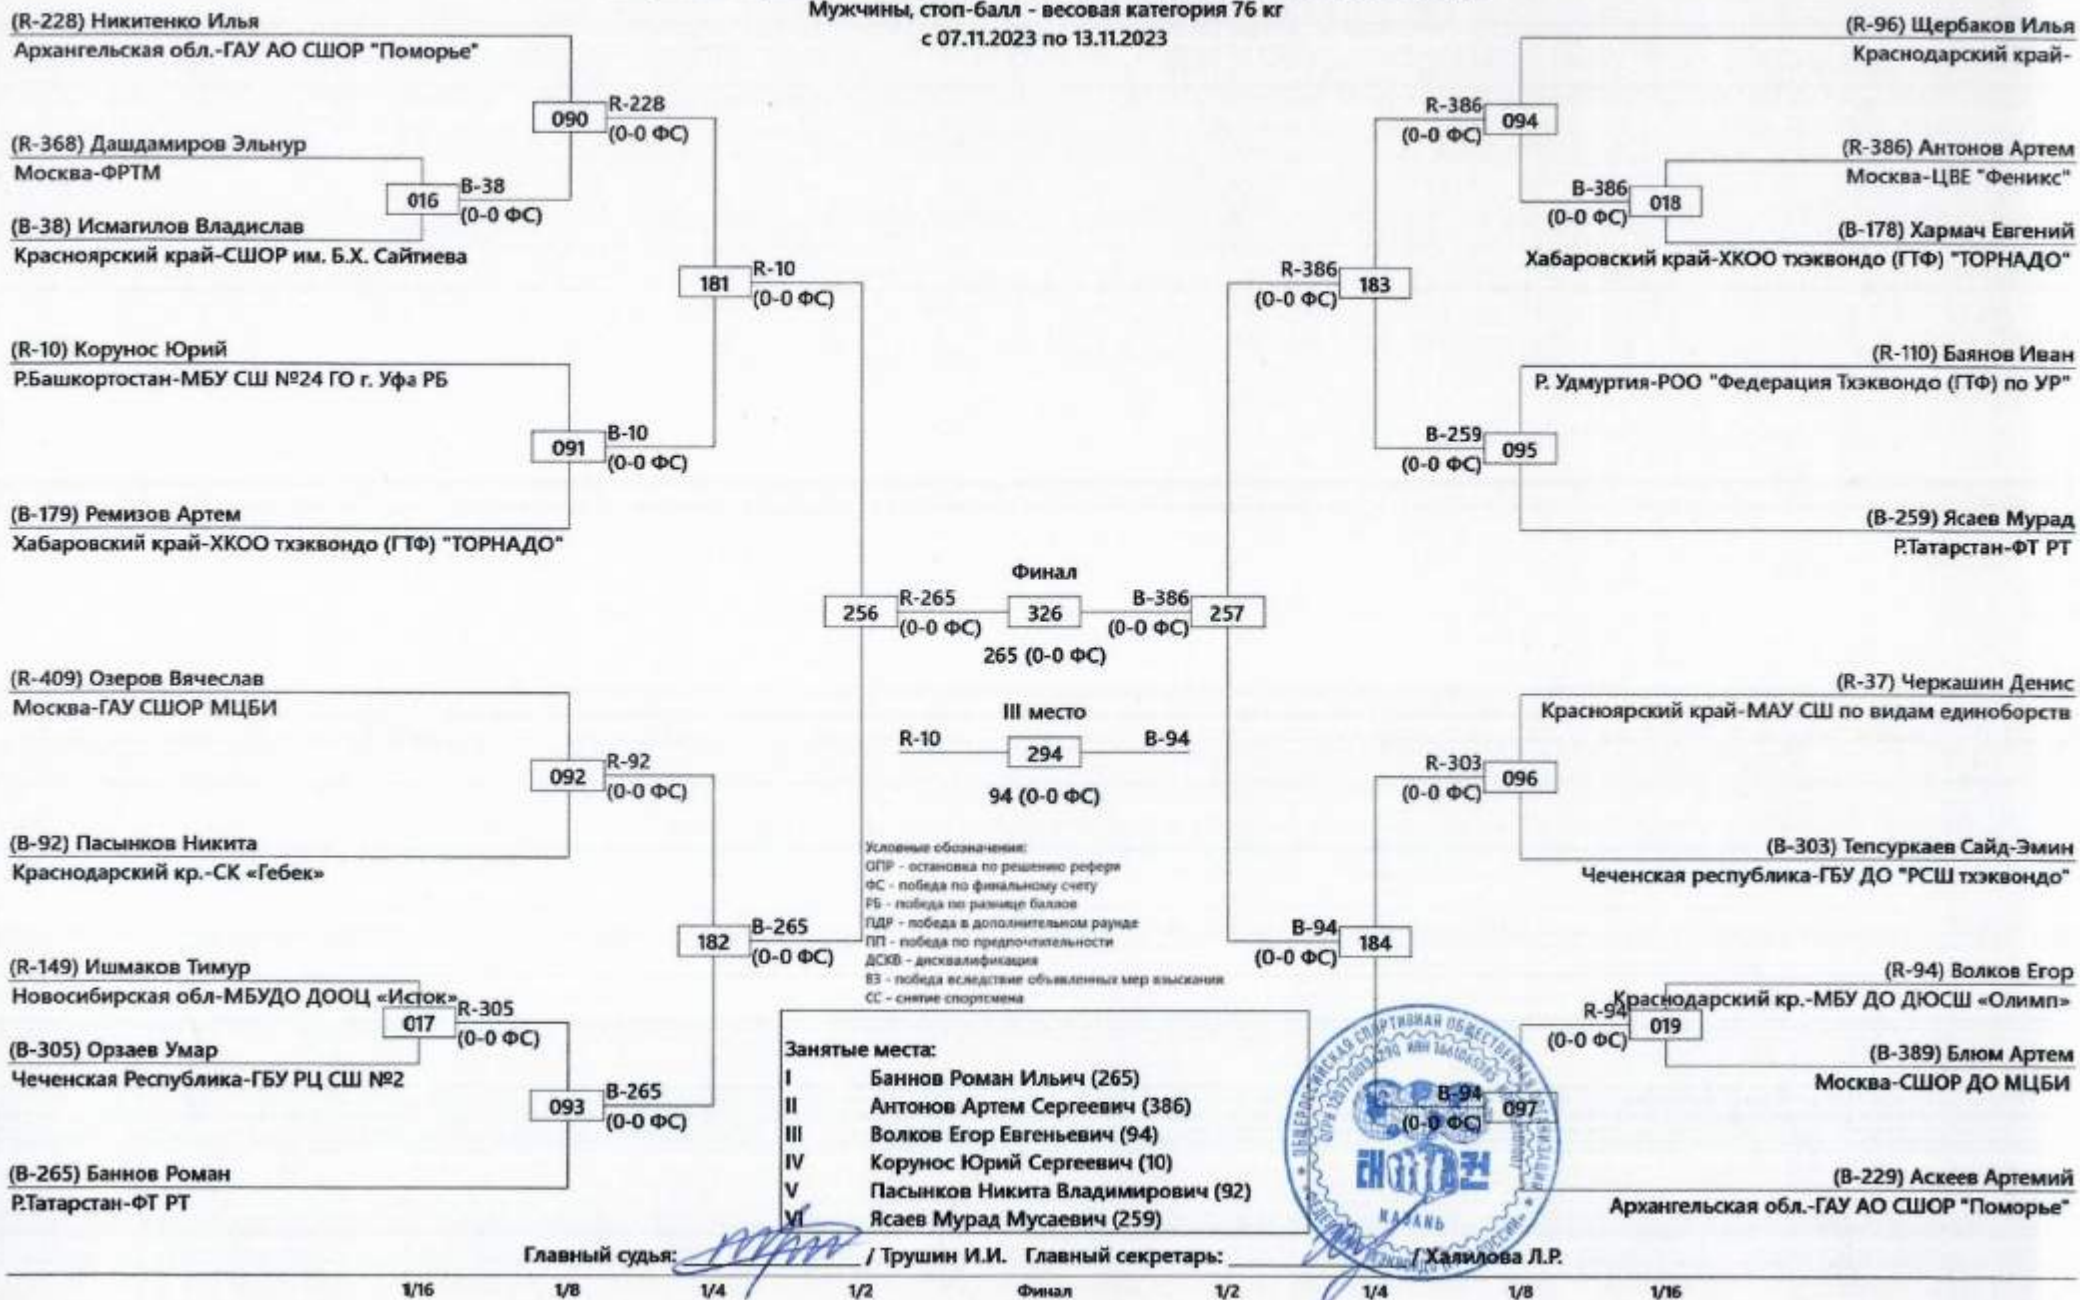 Мужчины, стоп-балл - весовая категория 76 кг
с 07.11.2023 по 13.11.2023
(R-228) Никитенко Илья
Архангельская обл.-ГАУ АО СШОР "Поморье"
090
R-228
(0-0 ФС)
(R-368) Дашдамиров Эльнур
Москва-ФРТМ
016
B-38
(0-0 ФС)
(B-38) Исмагилов Владислав
Красноярский край-СШОР им. Б.Х. Сайтиева
181
R-10
(0-0 ФС)
(R-10) Корунос Юрий
Р.Башкортостан-МБУ СШ №24 ГО г. Уфа РБ
091
B-10
(0-0 ФС)
(B-179) Ремизов Артем
Хабаровский край-ХКОО тхэквондо (ГТФ) "ТОРНАДО"
256
R-265
(0-0 ФС)
(R-409) Озеров Вячеслав
Москва-ГАУ СШОР МЦБИ
092
R-92
(0-0 ФС)
(B-92) Пасынков Никита
Краснодарский кр.-СК «Гебек»
182
B-265
(0-0 ФС)
(R-149) Ишмаков Тимур
Новосибирская обл-МБУДО ДООЦ «Исток»
017
R-305
(0-0 ФС)
(B-305) Орзаев Умар
Чеченская Республика-ГБУ РЦ СШ №2
093
B-265
(0-0 ФС)
(B-265) Баннов Роман
Р.Татарстан-ФТ РТ
Финал
326
265 (0-0 ФС)
III место
R-10
294
B-94
94 (0-0 ФС)
Условные обозначения:
ОПР - остановка по решению рефери
ФС - победа по финальному счету
РБ - победа по разнице баллов
ПДР - победа в дополнительном раунде
ПП - победа по предпочтительности
ДСКВ - дисквалификация
ВЗ - победа вследствие объявленных мер взыскания
СС - снятие спортсмена
(R-96) Щербаков Илья
Краснодарский край-
R-386
(0-0 ФС)
094
(R-386) Антонов Артем
Москва-ЦВЕ "Феникс"
B-386
(0-0 ФС)
018
(B-178) Хармач Евгений
Хабаровский край-ХКОО тхэквондо (ГТФ) "ТОРНАДО"
R-386
(0-0 ФС)
183
(R-110) Баянов Иван
Р. Удмуртия-РОО "Федерация Тхэквондо (ГТФ) по УР"
B-259
(0-0 ФС)
095
(B-259) Ясаев Мурад
Р.Татарстан-ФТ РТ
B-386
(0-0 ФС)
257
(R-37) Черкашин Денис
Красноярский край-МАУ СШ по видам единоборств
R-303
(0-0 ФС)
096
(B-303) Тепсуркаев Сайд-Эмин
Чеченская республика-ГБУ ДО "РСШ тхэквондо"
B-94
(0-0 ФС)
184
(R-94) Волков Егор
Краснодарский кр.-МБУ ДО ДЮСШ «Олимп»
R-94
(0-0 ФС)
019
(B-389) Блюм Артем
Москва-СШОР ДО МЦБИ
B-94
(0-0 ФС)
097
(B-229) Аскеев Артемий
Архангельская обл.-ГАУ АО СШОР "Поморье"
Занятые места:
I Баннов Роман Ильич (265)
II Антонов Артем Сергеевич (386)
III Волков Егор Евгеньевич (94)
IV Корунос Юрий Сергеевич (10)
V Пасынков Никита Владимирович (92)
VI Ясаев Мурад Мусаевич (259)
КАЗАНЬ
Главный судья: / Трушин И.И. Главный секретарь: / Халилова Л.Р.
1/16 1/8 1/4 1/2 Финал 1/2 1/4 1/8 1/16